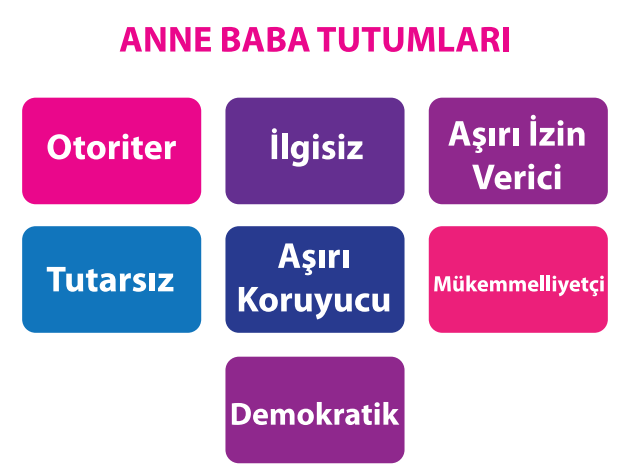 ANNE BABA TUTUMLARI
Otoriter
İlgisiz
Aşırı İzin
Verici
Tutarsız
Aşırı
Koruyucu
Mükemmelliyetçi
Demokratik